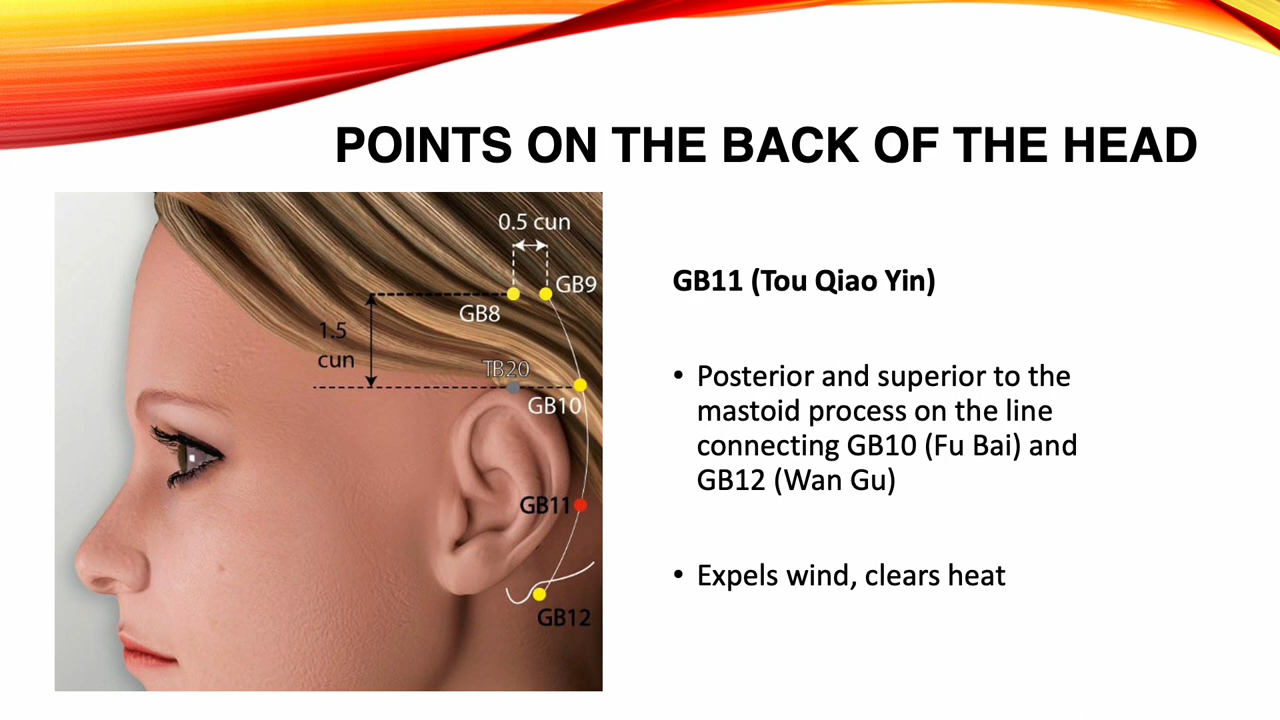 POINTS ON THE BACK OF THE HEAD
0.5 cun
GB9
GB8
1.5
cun
TB20
GB10
GB11
GB12
GB11 (Tou Qiao Yin)
• Posterior and superior to the
mastoid process on the line
connecting GB10 (Fu Bai) and
GB12 (Wan Gu)
• Expels wind, clears heat